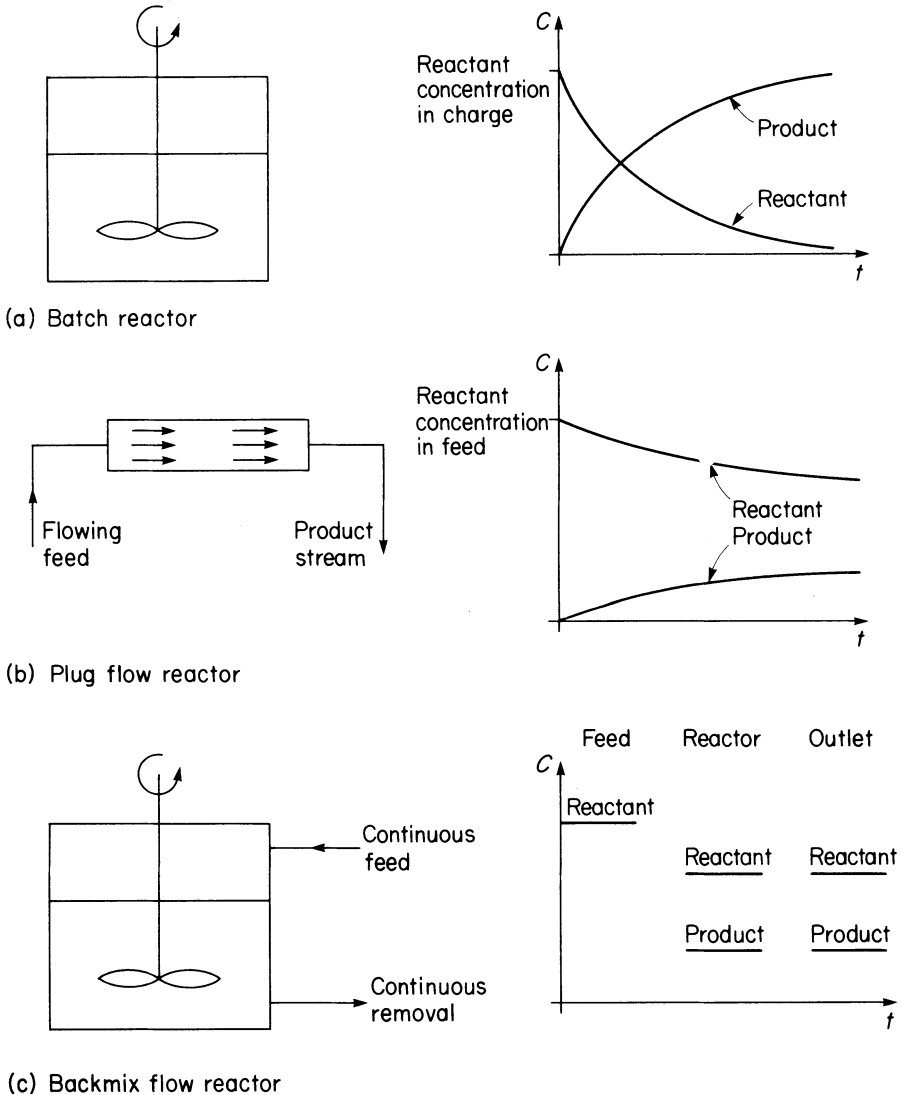 C
Reactant
concentration
in charge
Product
Reactant
t
(a) Batch reactor
C
Reactant
concentration
in feed
Flowing
feed
Product
stream
Reactant
Product
t
(b) Plug flow reactor
Feed Reactor Outlet
C
Reactant
Continuous
feed
Reactant Reactant
Product Product
Continuous
removal
t
(c) Backmix flow reactor